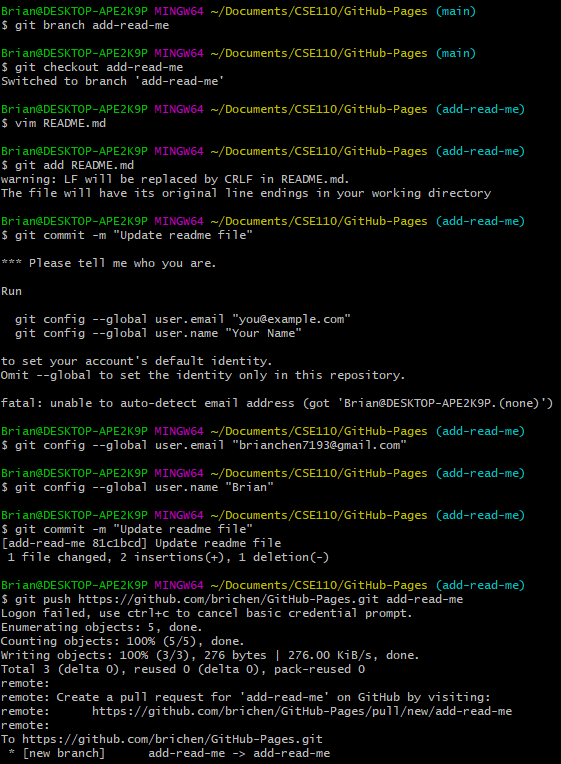 Brian@DESKTOP-APE2K9P MINGW64 ~/Documents/CSE110/GitHub-Pages (main)
$ git branch add-read-me
Brian@DESKTOP-APE2K9P MINGW64 ~/Documents/CSE110/GitHub-Pages (main)
$ git checkout add-read-me
Switched to branch 'add-read-me'
Brian@DESKTOP-APE2K9P MINGW64 ~/Documents/CSE110/GitHub-Pages (add-read-me)
$ vim README.md
Brian@DESKTOP-APE2K9P MINGW64 ~/Documents/CSE110/GitHub-Pages (add-read-me)
$ git add README.md
warning: LF will be replaced by CRLF in README.md.
The file will have its original line endings in your working directory
Brian@DESKTOP-APE2K9P MINGW64 ~/Documents/CSE110/GitHub-Pages (add-read-me)
$ git commit -m "Update readme file"
*** Please tell me who you are.
Run
git config --global user.email "you@example.com"
git config --global user.name "Your Name"
to set your account's default identity.
Omit --global to set the identity only in this repository.
fatal: unable to auto-detect email address (got 'Brian@DESKTOP-APE2K9P.(none)')
Brian@DESKTOP-APE2K9P MINGW64 ~/Documents/CSE110/GitHub-Pages (add-read-me)
$ git config --global user.email "brianchen7193@gmail.com"
Brian@DESKTOP-APE2K9P MINGW64 ~/Documents/CSE110/GitHub-Pages (add-read-me)
$ git config --global user.name "Brian"
Brian@DESKTOP-APE2K9P MINGW64 ~/Documents/CSE110/GitHub-Pages (add-read-me)
$ git commit -m "Update readme file"
[add-read-me 81c1bcd] Update readme file
1 file changed, 2 insertions(+), 1 deletion(-)
Brian@DESKTOP-APE2K9P MINGW64 ~/Documents/CSE110/GitHub-Pages (add-read-me)
$ git push https://github.com/brichen/GitHub-Pages.git add-read-me
Logon failed, use ctrl+c to cancel basic credential prompt.
Enumerating objects: 5, done.
Counting objects: 100% (5/5), done.
Writing objects: 100% (3/3), 276 bytes | 276.00 KiB/s, done.
Total 3 (delta 0), reused 0 (delta 0), pack-reused 0
remote:
remote: Create a pull request for 'add-read-me' on GitHub by visiting:
remote:      https://github.com/brichen/GitHub-Pages/pull/new/add-read-me
remote:
To https://github.com/brichen/GitHub-Pages.git
* [new branch]      add-read-me -> add-read-me